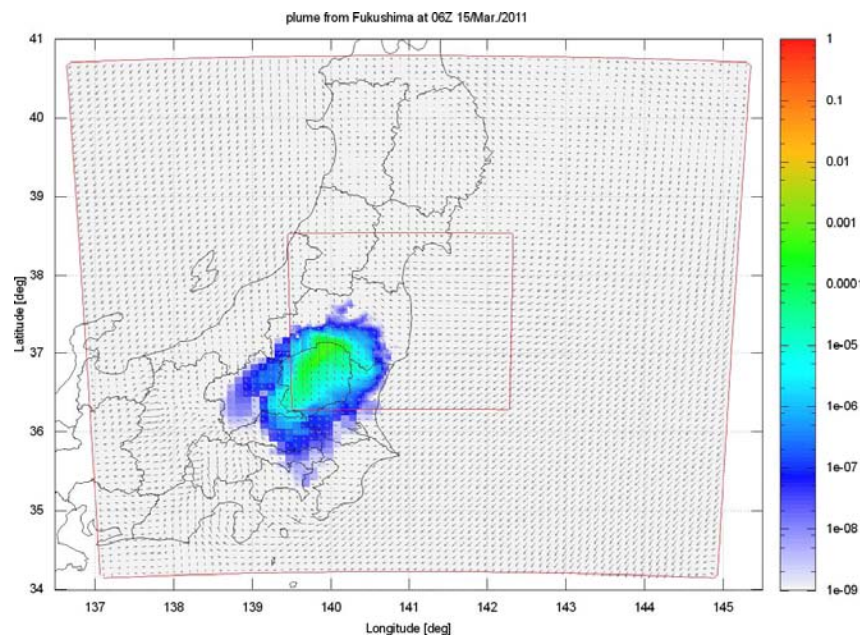 plume from Fukushima at 06Z 15/Mar./2011
41
40
39
38
37
36
35
34
Latitude [deg]
137
138
139
140
141
142
143
144
145
Longitude [deg]
1
0.1
0.01
0.001
0.0001
1e-05
1e-06
1e-07
1e-08
1e-09